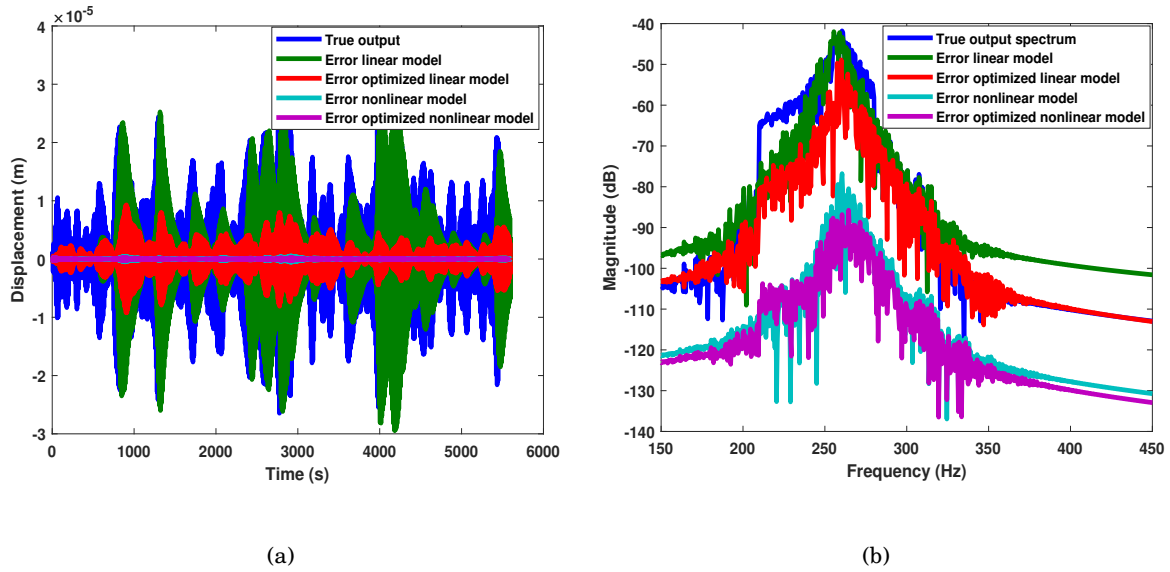 × 10-5
4
3
2
1
0
-1
-2
-3
0
1000
2000
3000
4000
5000
6000
Displacement (m)
Time (s)
True output
Error linear model
Error optimized linear model
Error nonlinear model
Error optimized nonlinear model
(a)
-40
-50
-60
-70
-80
-90
-100
-110
-120
-130
-140
150
200
250
300
350
400
450
Magnitude (dB)
Frequency (Hz)
True output spectrum
Error linear model
Error optimized linear model
Error nonlinear model
Error optimized nonlinear model
(b)